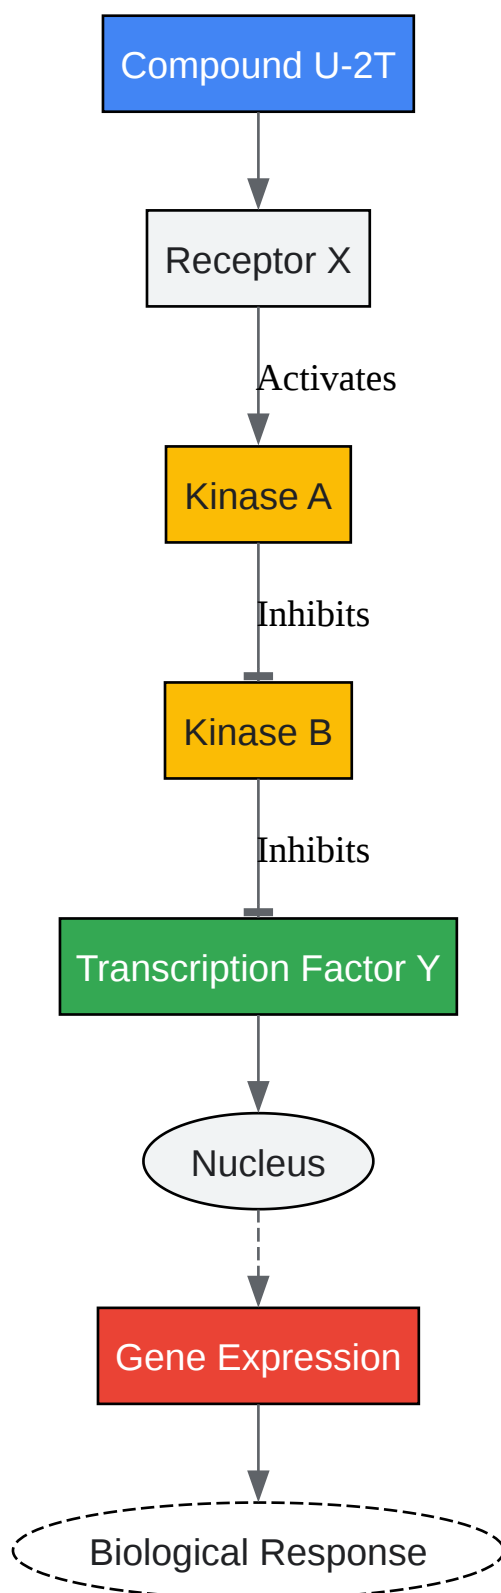 Compound U-2T
Receptor X
Activates
Kinase A
Inhibits
Kinase B
Inhibits
Transcription Factor Y
Nucleus
Gene Expression
Biological Response